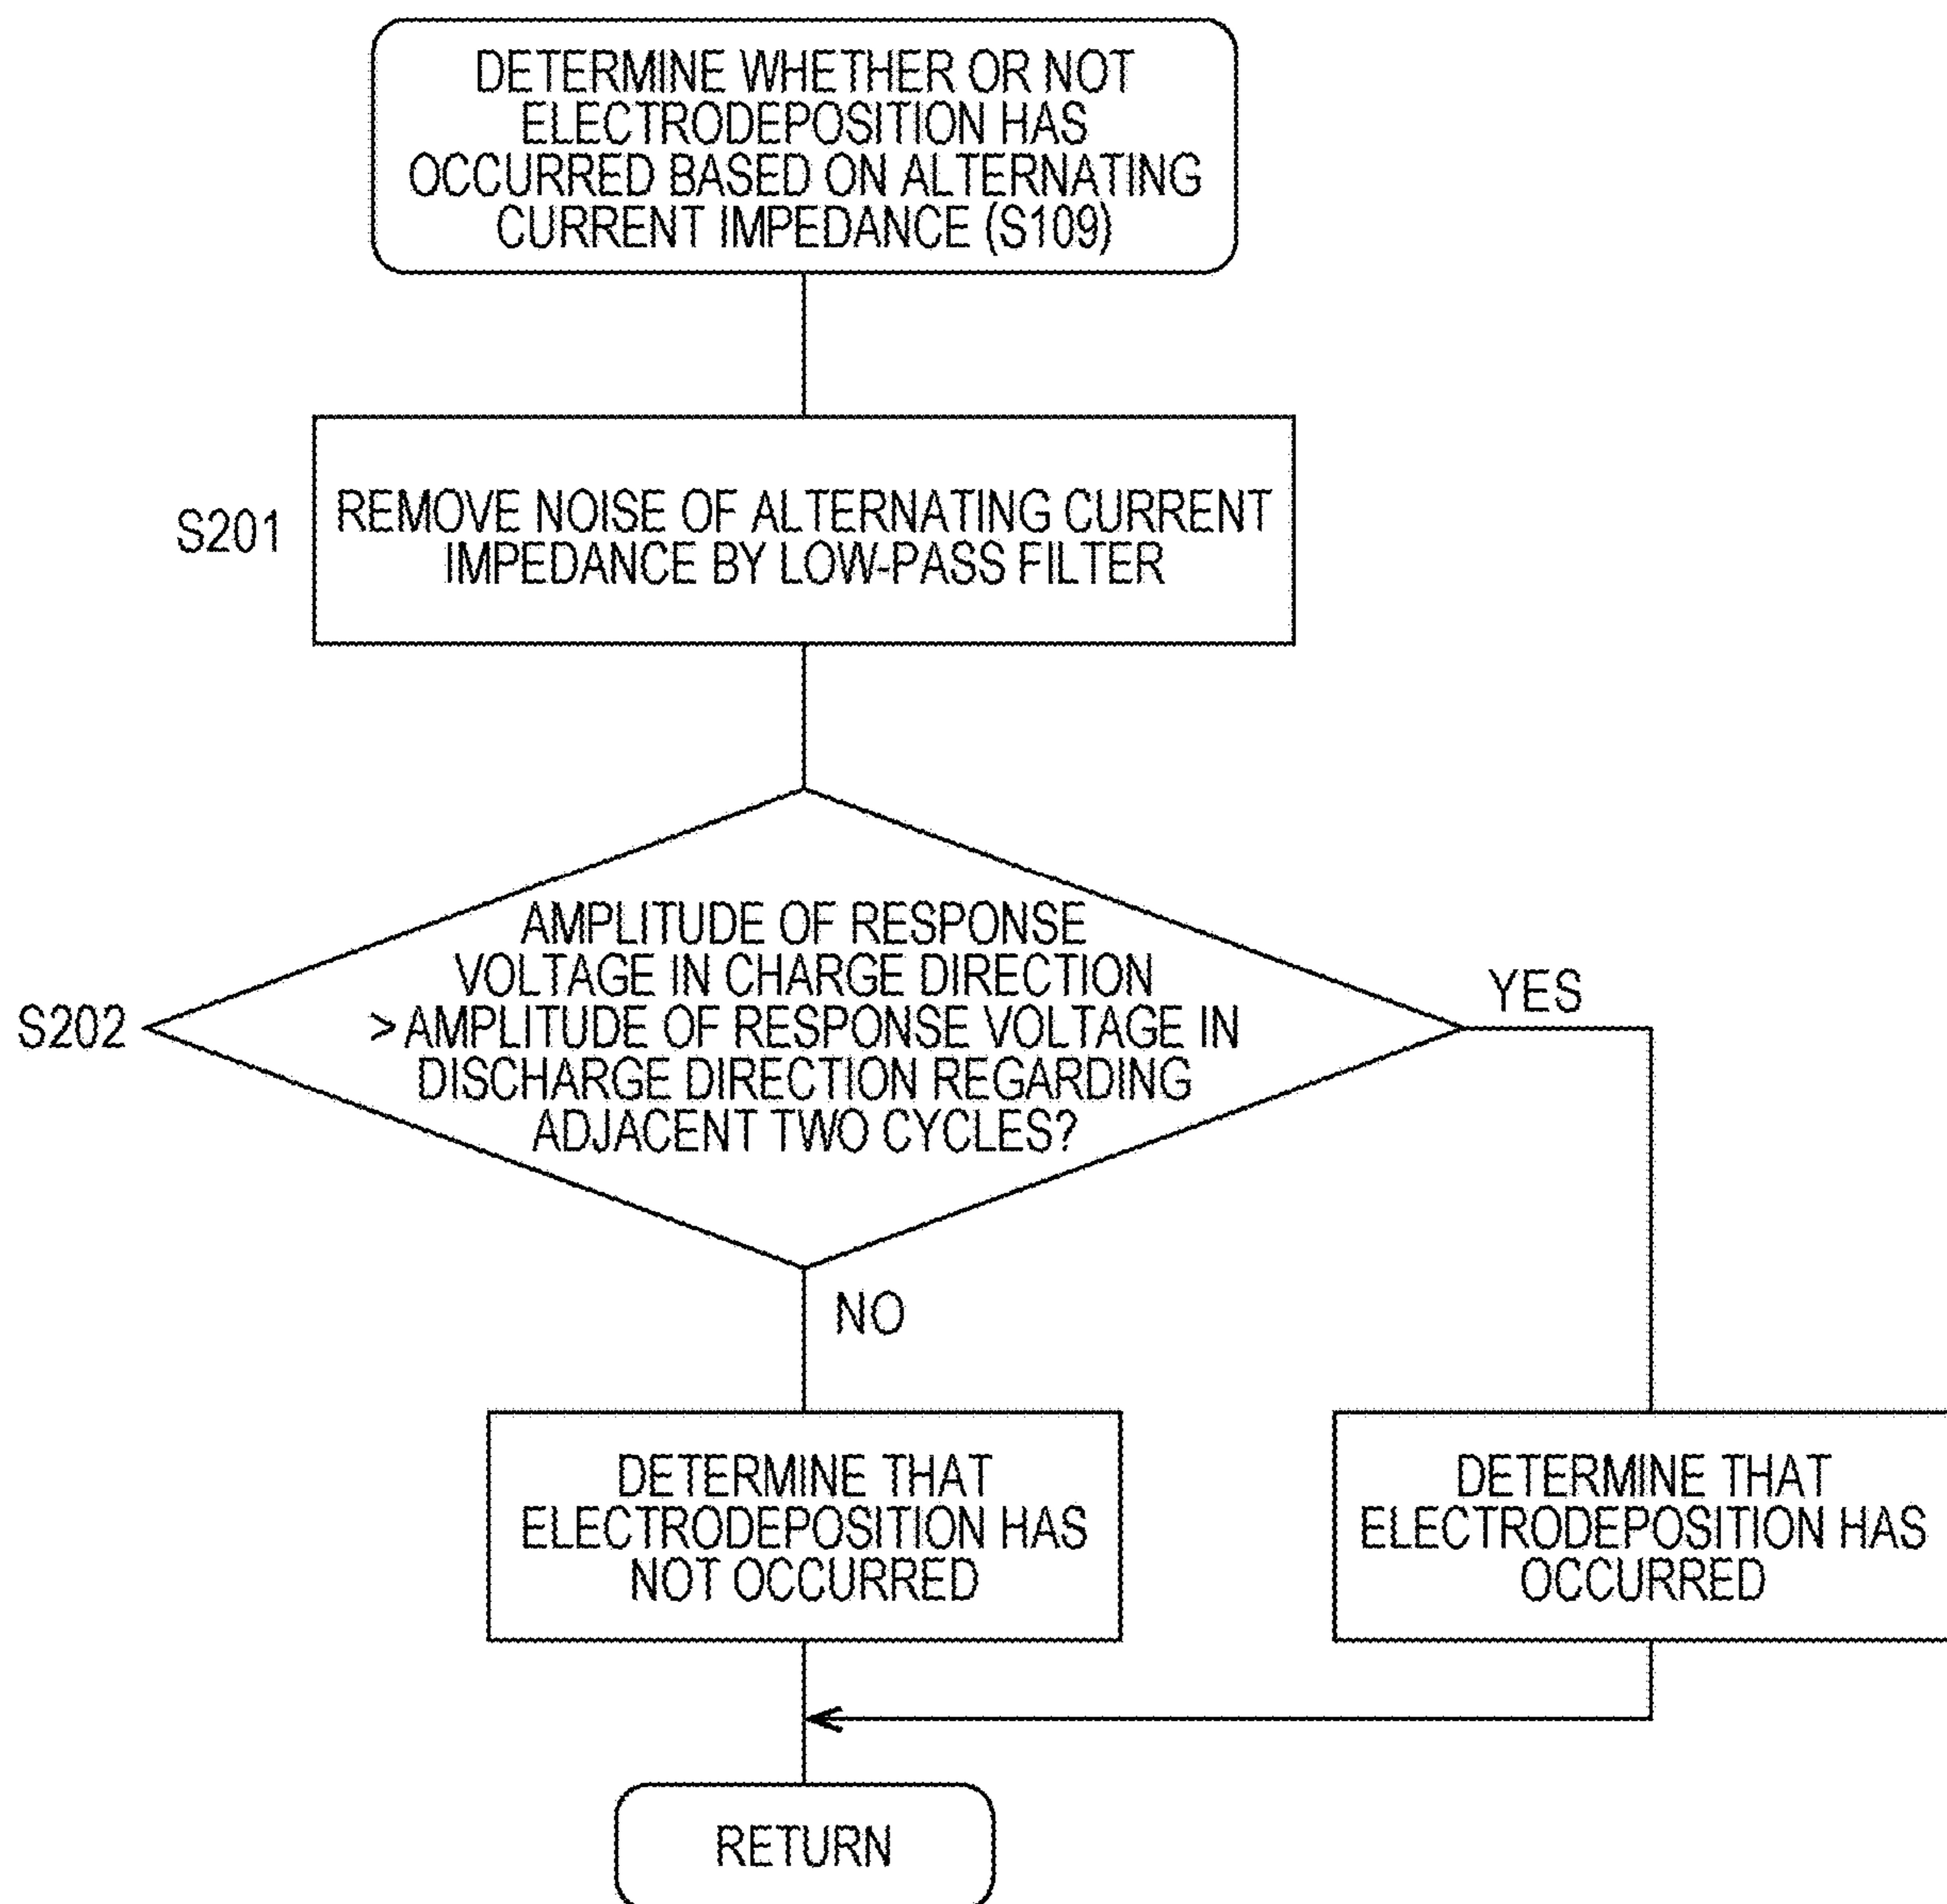 DETERMINE WHETHER OR NOT
ELECTRODEPOSITION HAS
OCCURRED BASED ON ALTERNATING
CURRENT IMPEDANCE (S109)
S201
REMOVE NOISE OF ALTERNATING CURRENT
IMPEDANCE BY LOW-PASS FILTER
S202
AMPLITUDE OF RESPONSE
VOLTAGE IN CHARGE DIRECTION
> AMPLITUDE OF RESPONSE VOLTAGE IN
DISCHARGE DIRECTION REGARDING
ADJACENT TWO CYCLES?
YES
NO
DETERMINE THAT
ELECTRODEPOSITION HAS
NOT OCCURRED
DETERMINE THAT
ELECTRODEPOSITION HAS
OCCURRED
RETURN